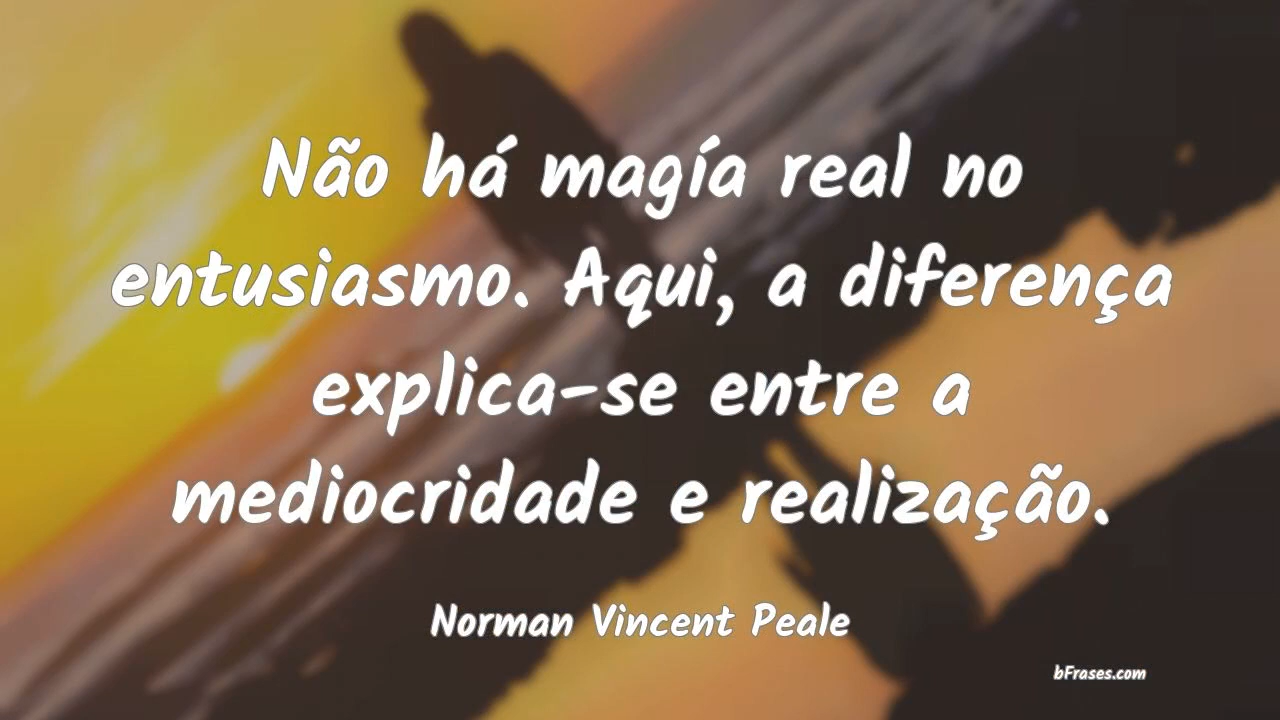 Não há magía real no
entusiasmo. Aqui, a diferença
explica-se entre a
mediocridade e realização.
Norman Vincent Peale
bFrases.com